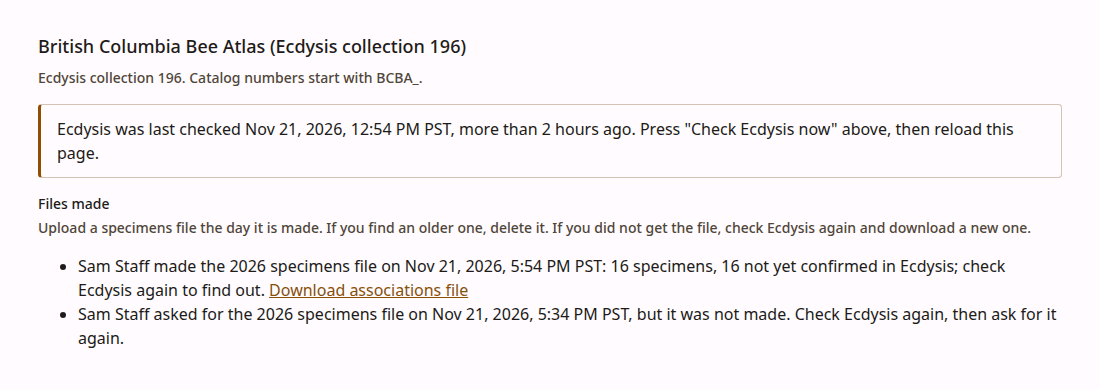 British Columbia Bee Atlas (Ecdysis collection 196)
Ecdysis collection 196. Catalog numbers start with BCBA_.
Ecdysis was last checked Nov 21, 2026, 12:54 PM PST, more than 2 hours ago. Press "Check Ecdysis now" above, then reload this
page.
Files made
Upload a specimens file the day it is made. If you find an older one, delete it. If you did not get the file, check Ecdysis again and download a new one.
• Sam Staff made the 2026 specimens file on Nov 21, 2026, 5:54 PM PST: 16 specimens, 16 not yet confirmed in Ecdysis; check
Ecdysis again to find out. Download associations file
• Sam Staff asked for the 2026 specimens file on Nov 21, 2026, 5:34 PM PST, but it was not made. Check Ecdysis again, then ask for it
again.